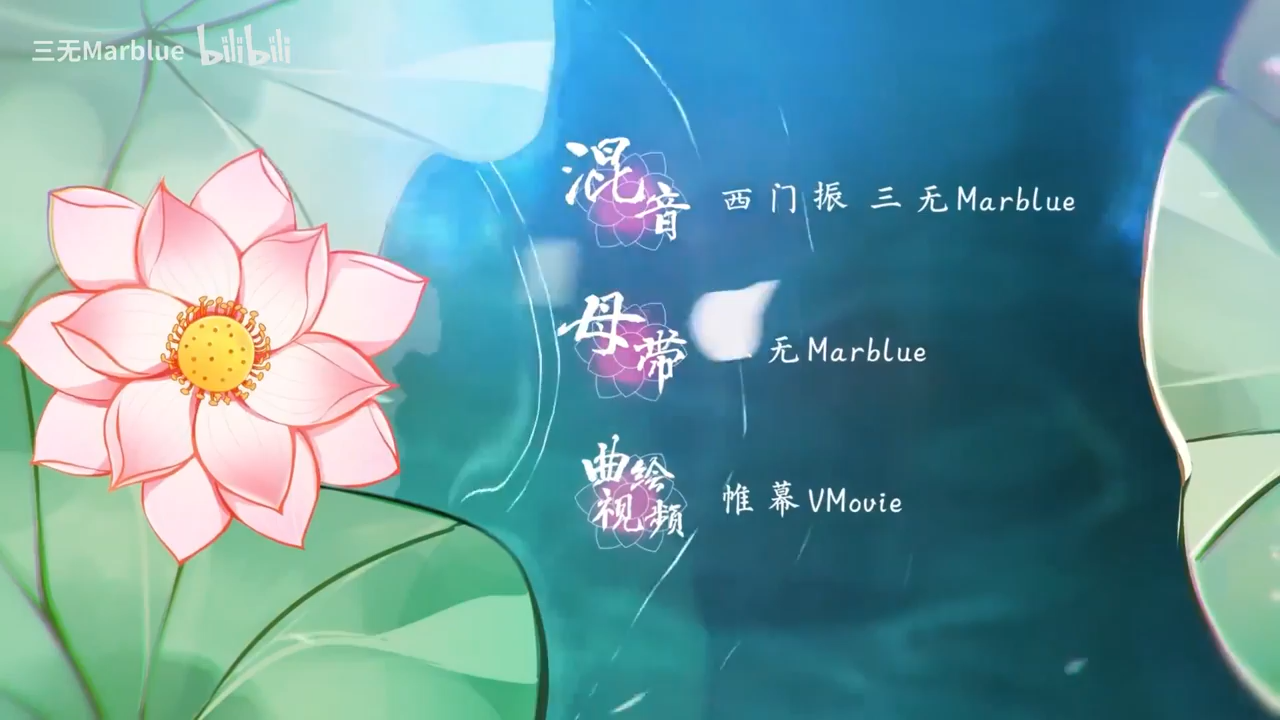 三无Marblue bilibili
混音 西门振 三无Marblue
母带 无Marblue
曲绘视频 帷幕VMovie